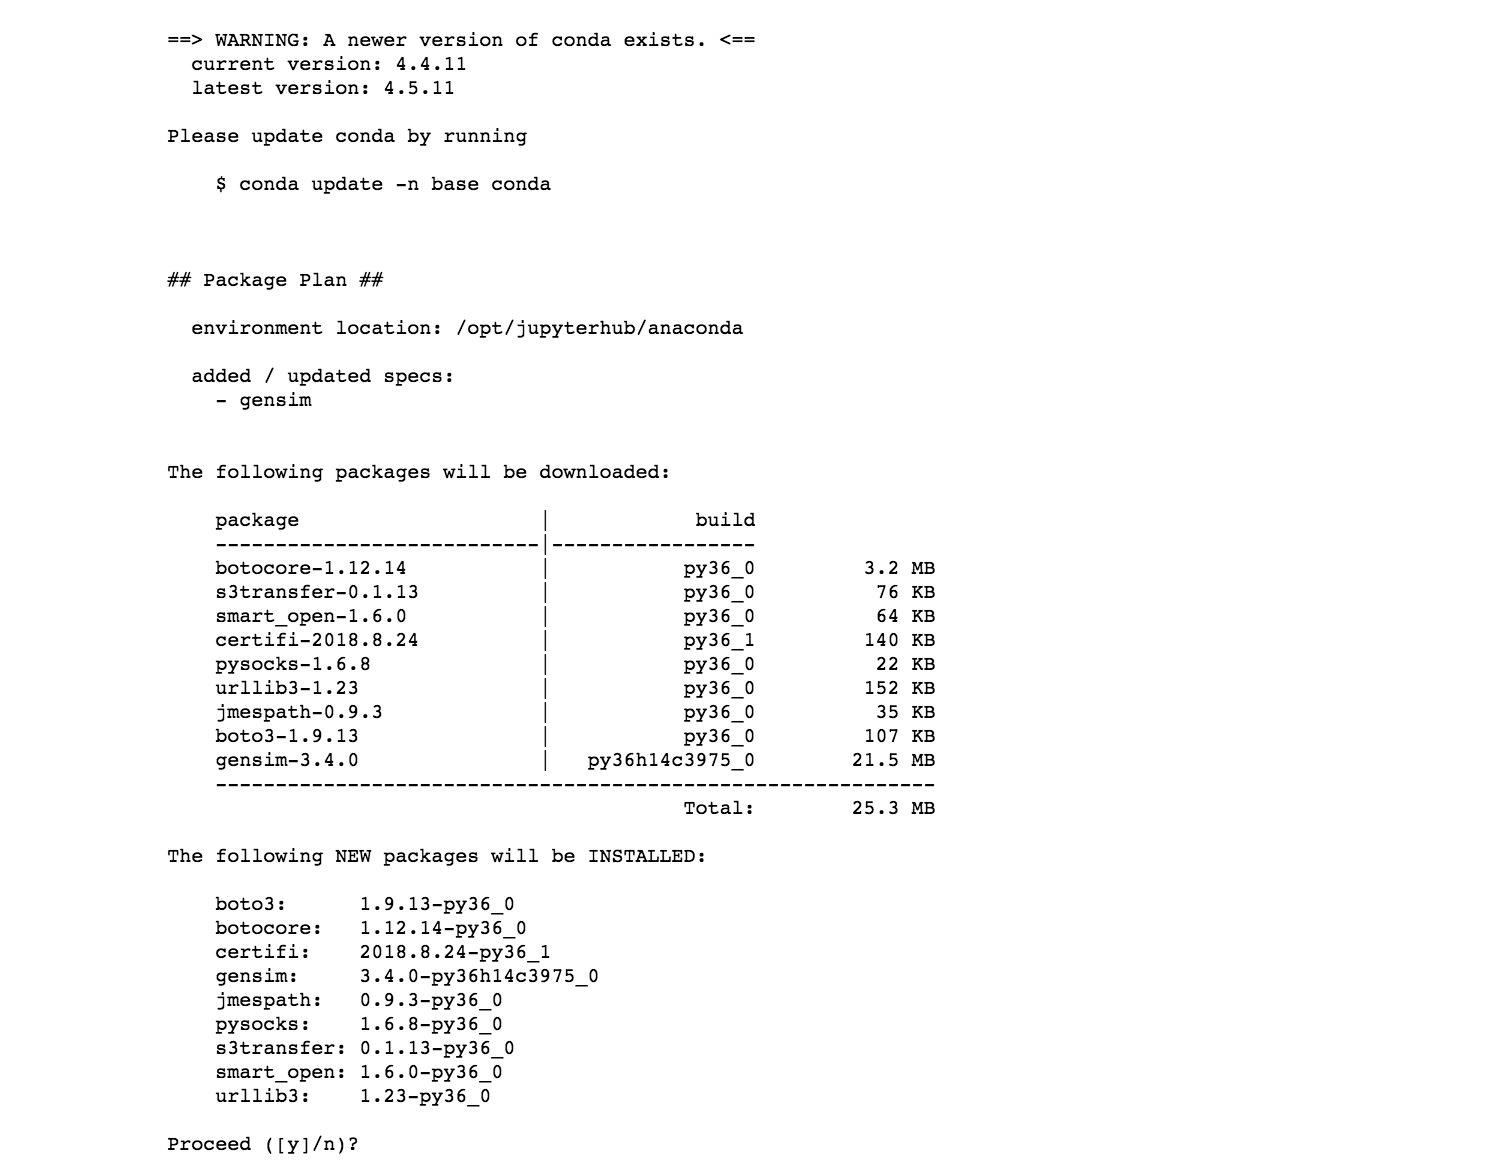 ==> WARNING: A newer version of conda exists. <==
  current version: 4.4.11
  latest version: 4.5.11

Please update conda by running

    $ conda update -n base conda

## Package Plan ##

  environment location: /opt/jupyterhub/anaconda

  added / updated specs:
    - gensim

The following packages will be downloaded:

    package                    |            build
    ---------------------------|-----------------
    botocore-1.12.14           |           py36_0         3.2 MB
    s3transfer-0.1.13          |           py36_0          76 KB
    smart_open-1.6.0           |           py36_0          64 KB
    certifi-2018.8.24          |           py36_1         140 KB
    pysocks-1.6.8              |           py36_0          22 KB
    urllib3-1.23               |           py36_0         152 KB
    jmespath-0.9.3             |           py36_0          35 KB
    boto3-1.9.13               |           py36_0         107 KB
    gensim-3.4.0               |   py36h14c3975_0        21.5 MB
    ------------------------------------------------------------
                                           Total:        25.3 MB

The following NEW packages will be INSTALLED:

    boto3:      1.9.13-py36_0
    botocore:   1.12.14-py36_0
    certifi:    2018.8.24-py36_1
    gensim:     3.4.0-py36h14c3975_0
    jmespath:   0.9.3-py36_0
    pysocks:    1.6.8-py36_0
    s3transfer: 0.1.13-py36_0
    smart_open: 1.6.0-py36_0
    urllib3:    1.23-py36_0

Proceed ([y]/n)?